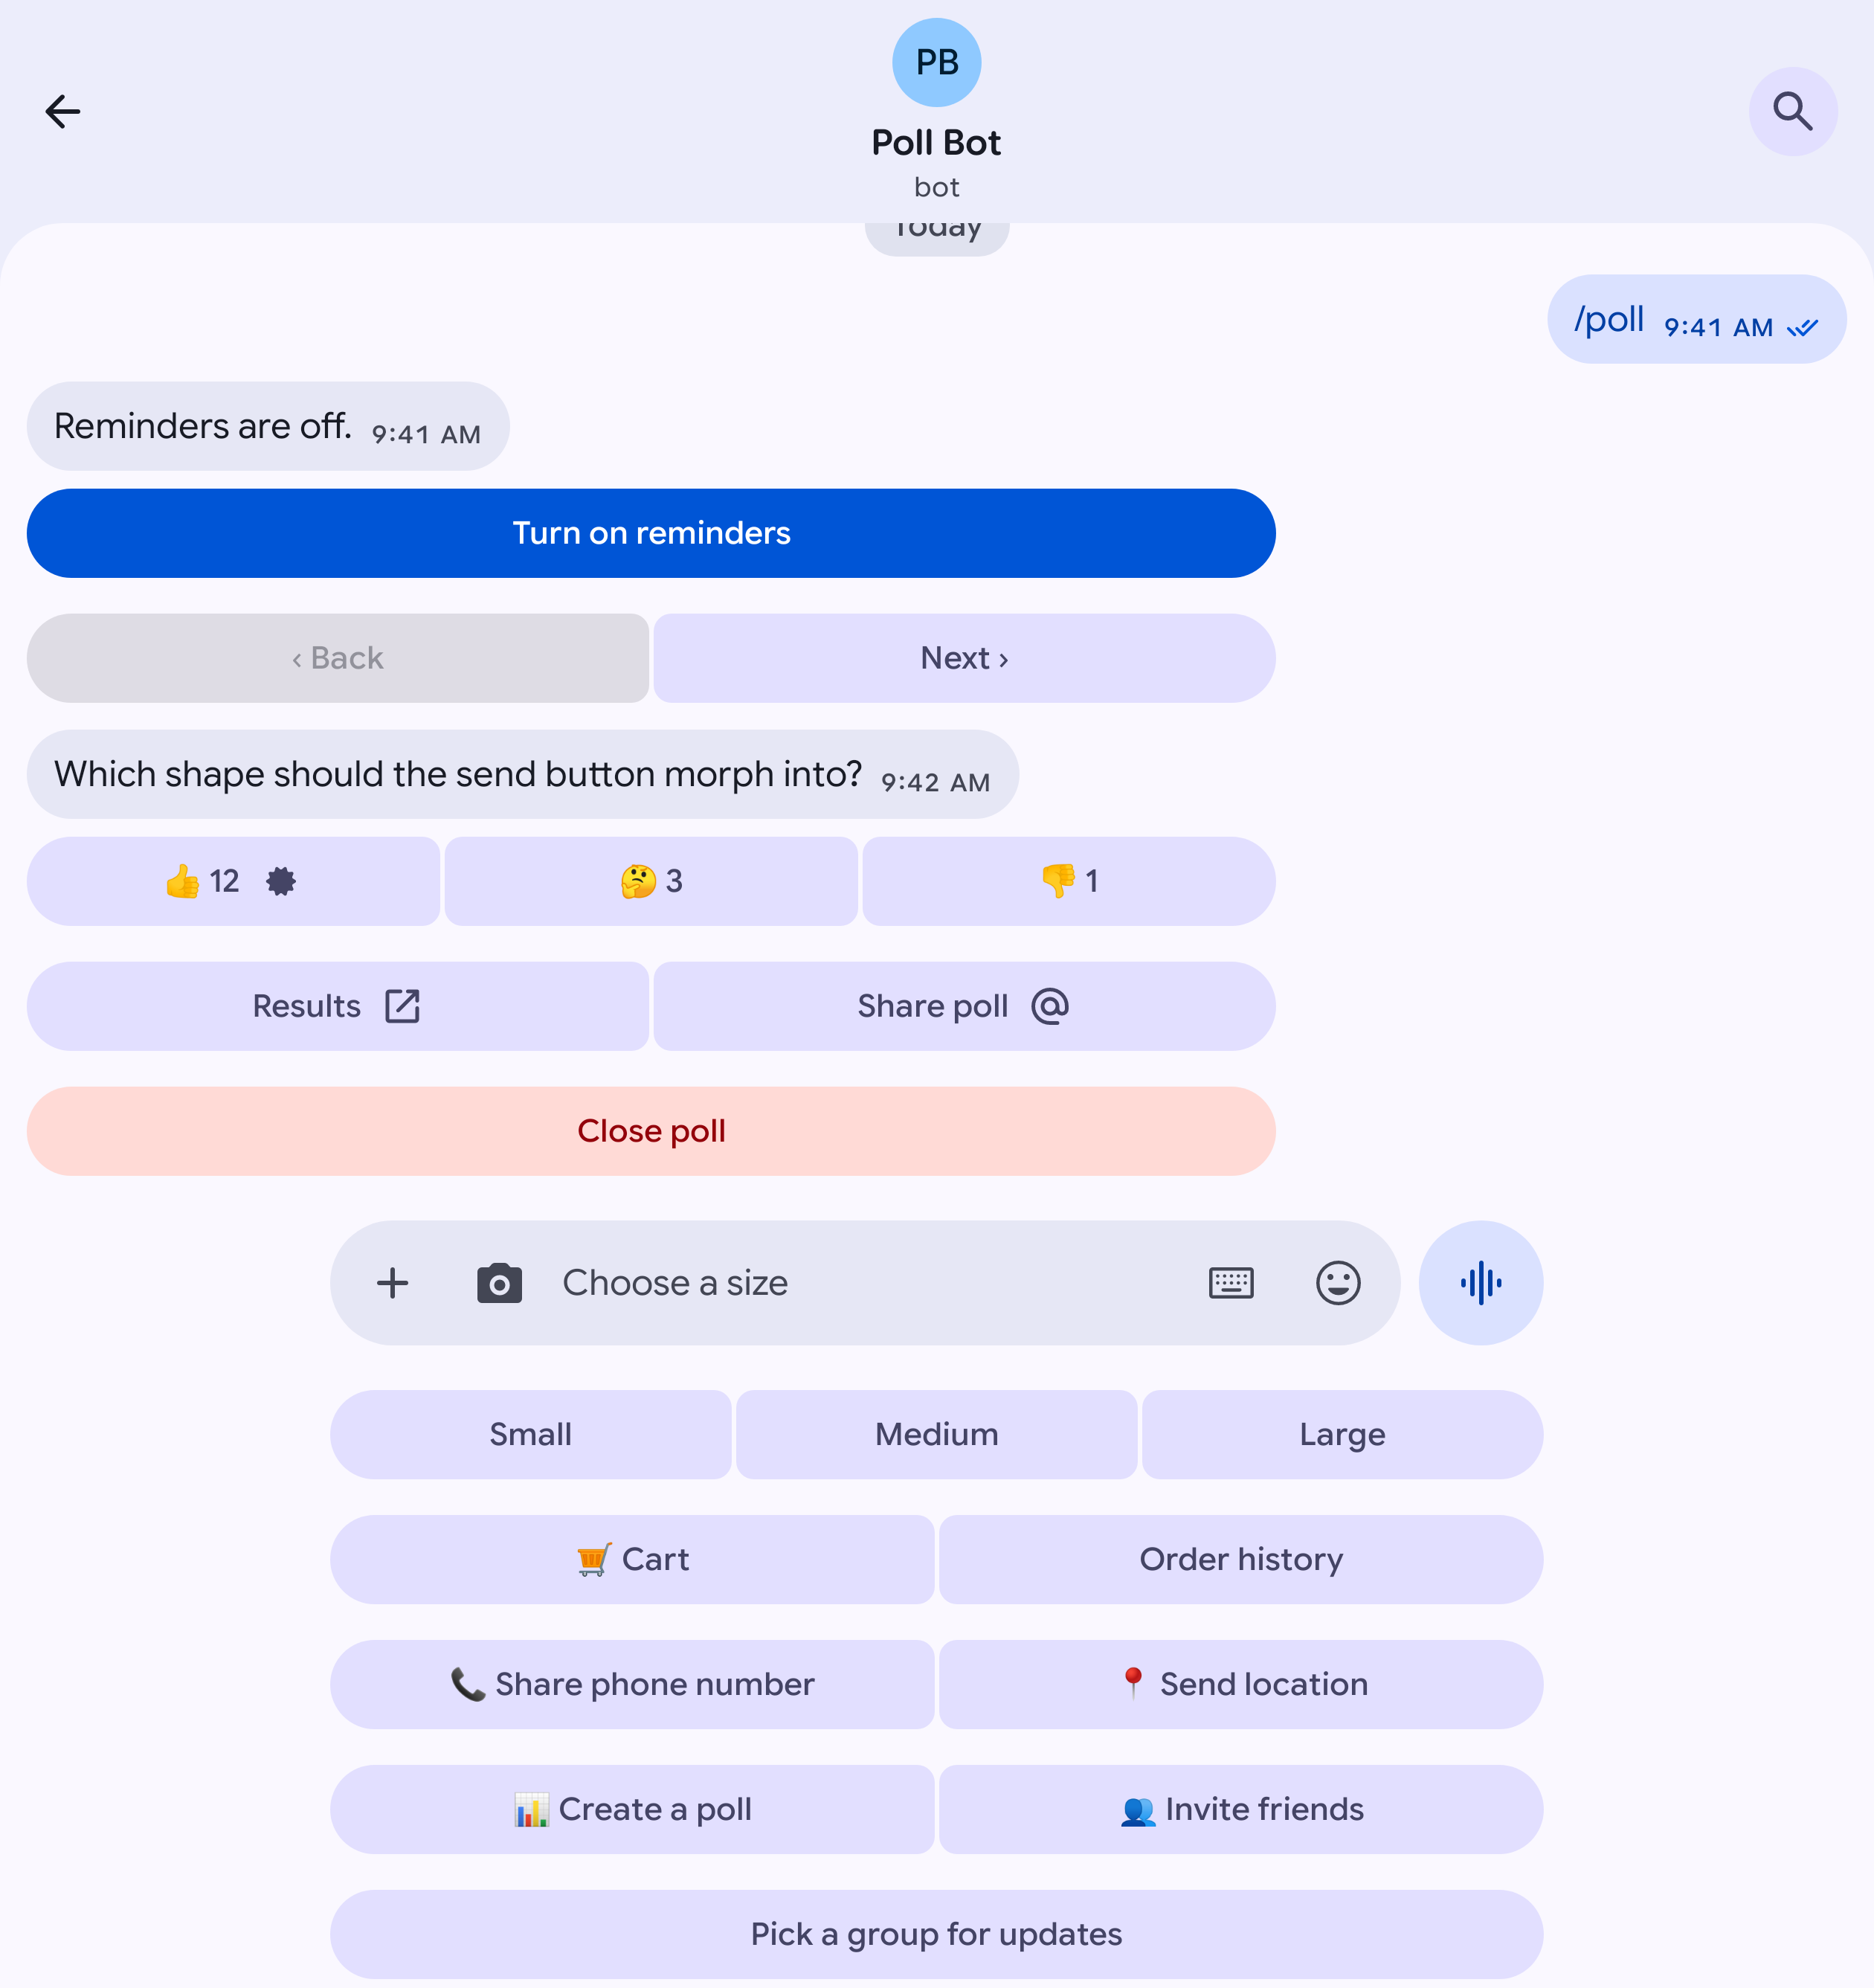 PB
Poll Bot
bot
Today
/poll 9:41 AM
Reminders are off. 9:41 AM
Turn on reminders
‹ Back
Next ›
Which shape should the send button morph into? 9:42 AM
👍 12
🤔 3
👎 1
Results
Share poll
Close poll
Choose a size
Small
Medium
Large
🛒 Cart
Order history
📞 Share phone number
📍 Send location
📊 Create a poll
👥 Invite friends
Pick a group for updates